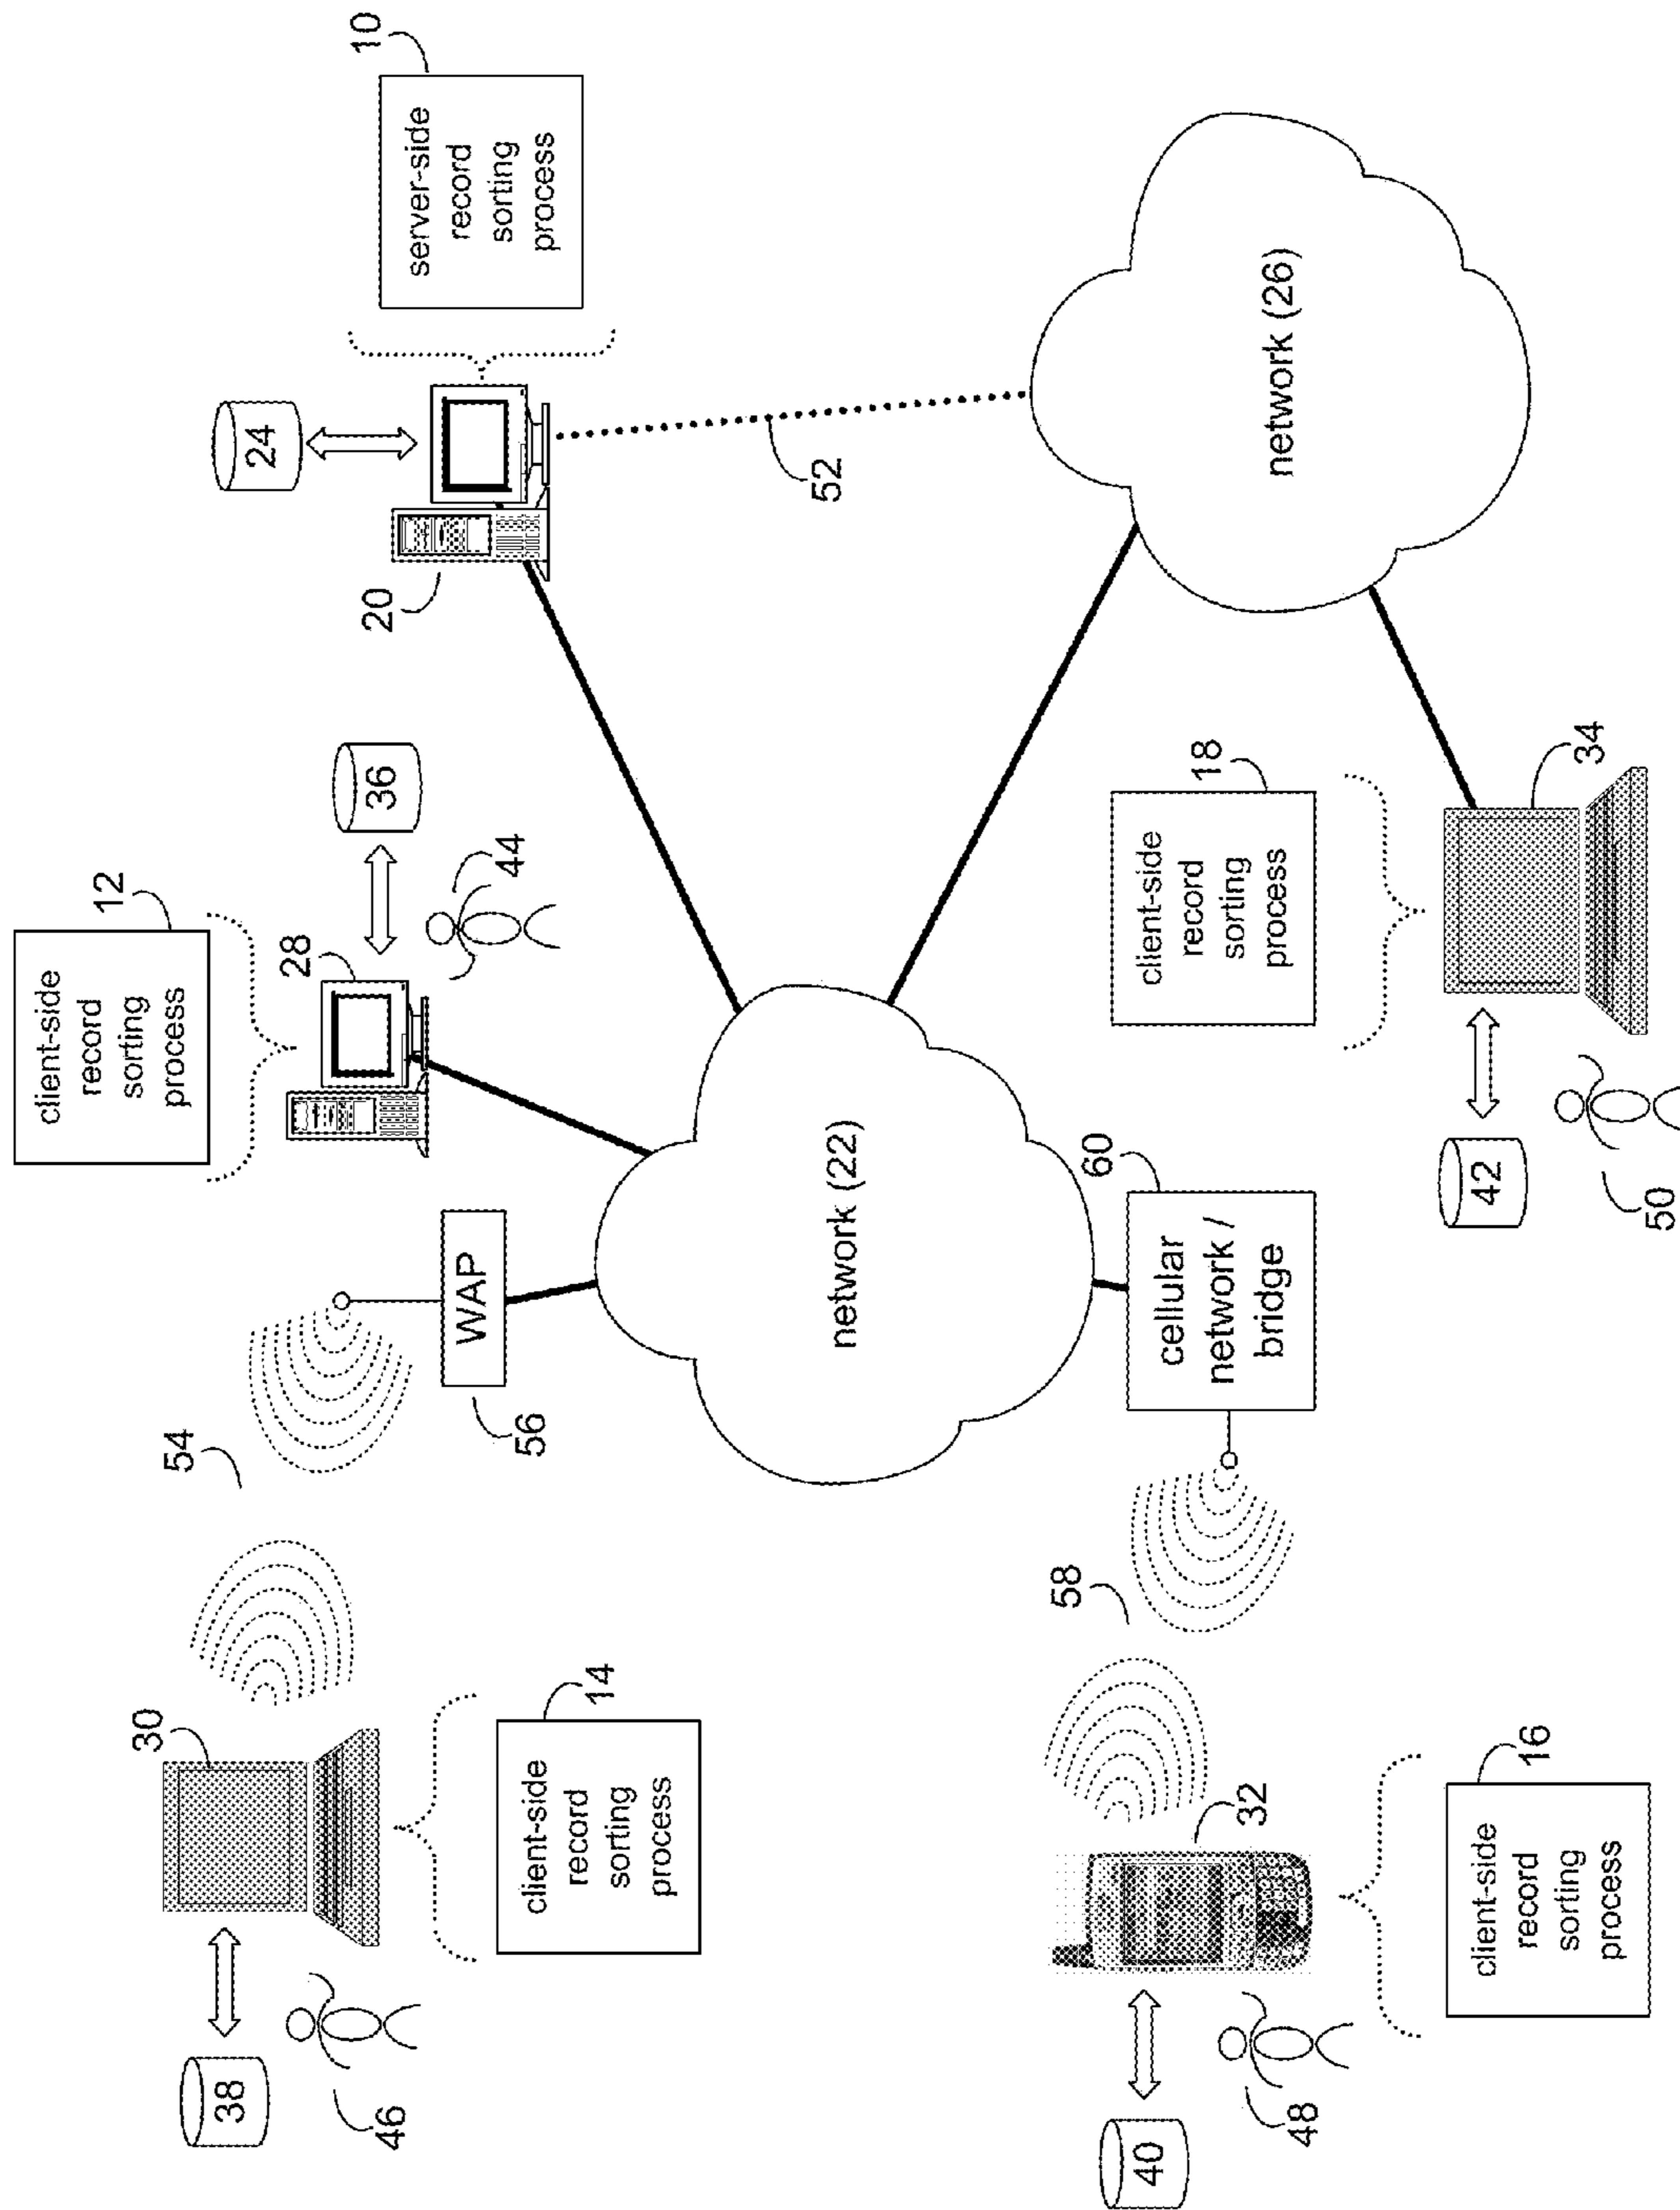 12
client-side
record
sorting
process
30
54
38
28
24
10
server-side
record
sorting
process
36
20
46
44
WAP
56
14
client-side
record
sorting
process
52
network (22)
58
60
cellular
network /
bridge
18
client-side
record
sorting
process
32
40
network (26)
48
42
16
client-side
record
sorting
process
34
50